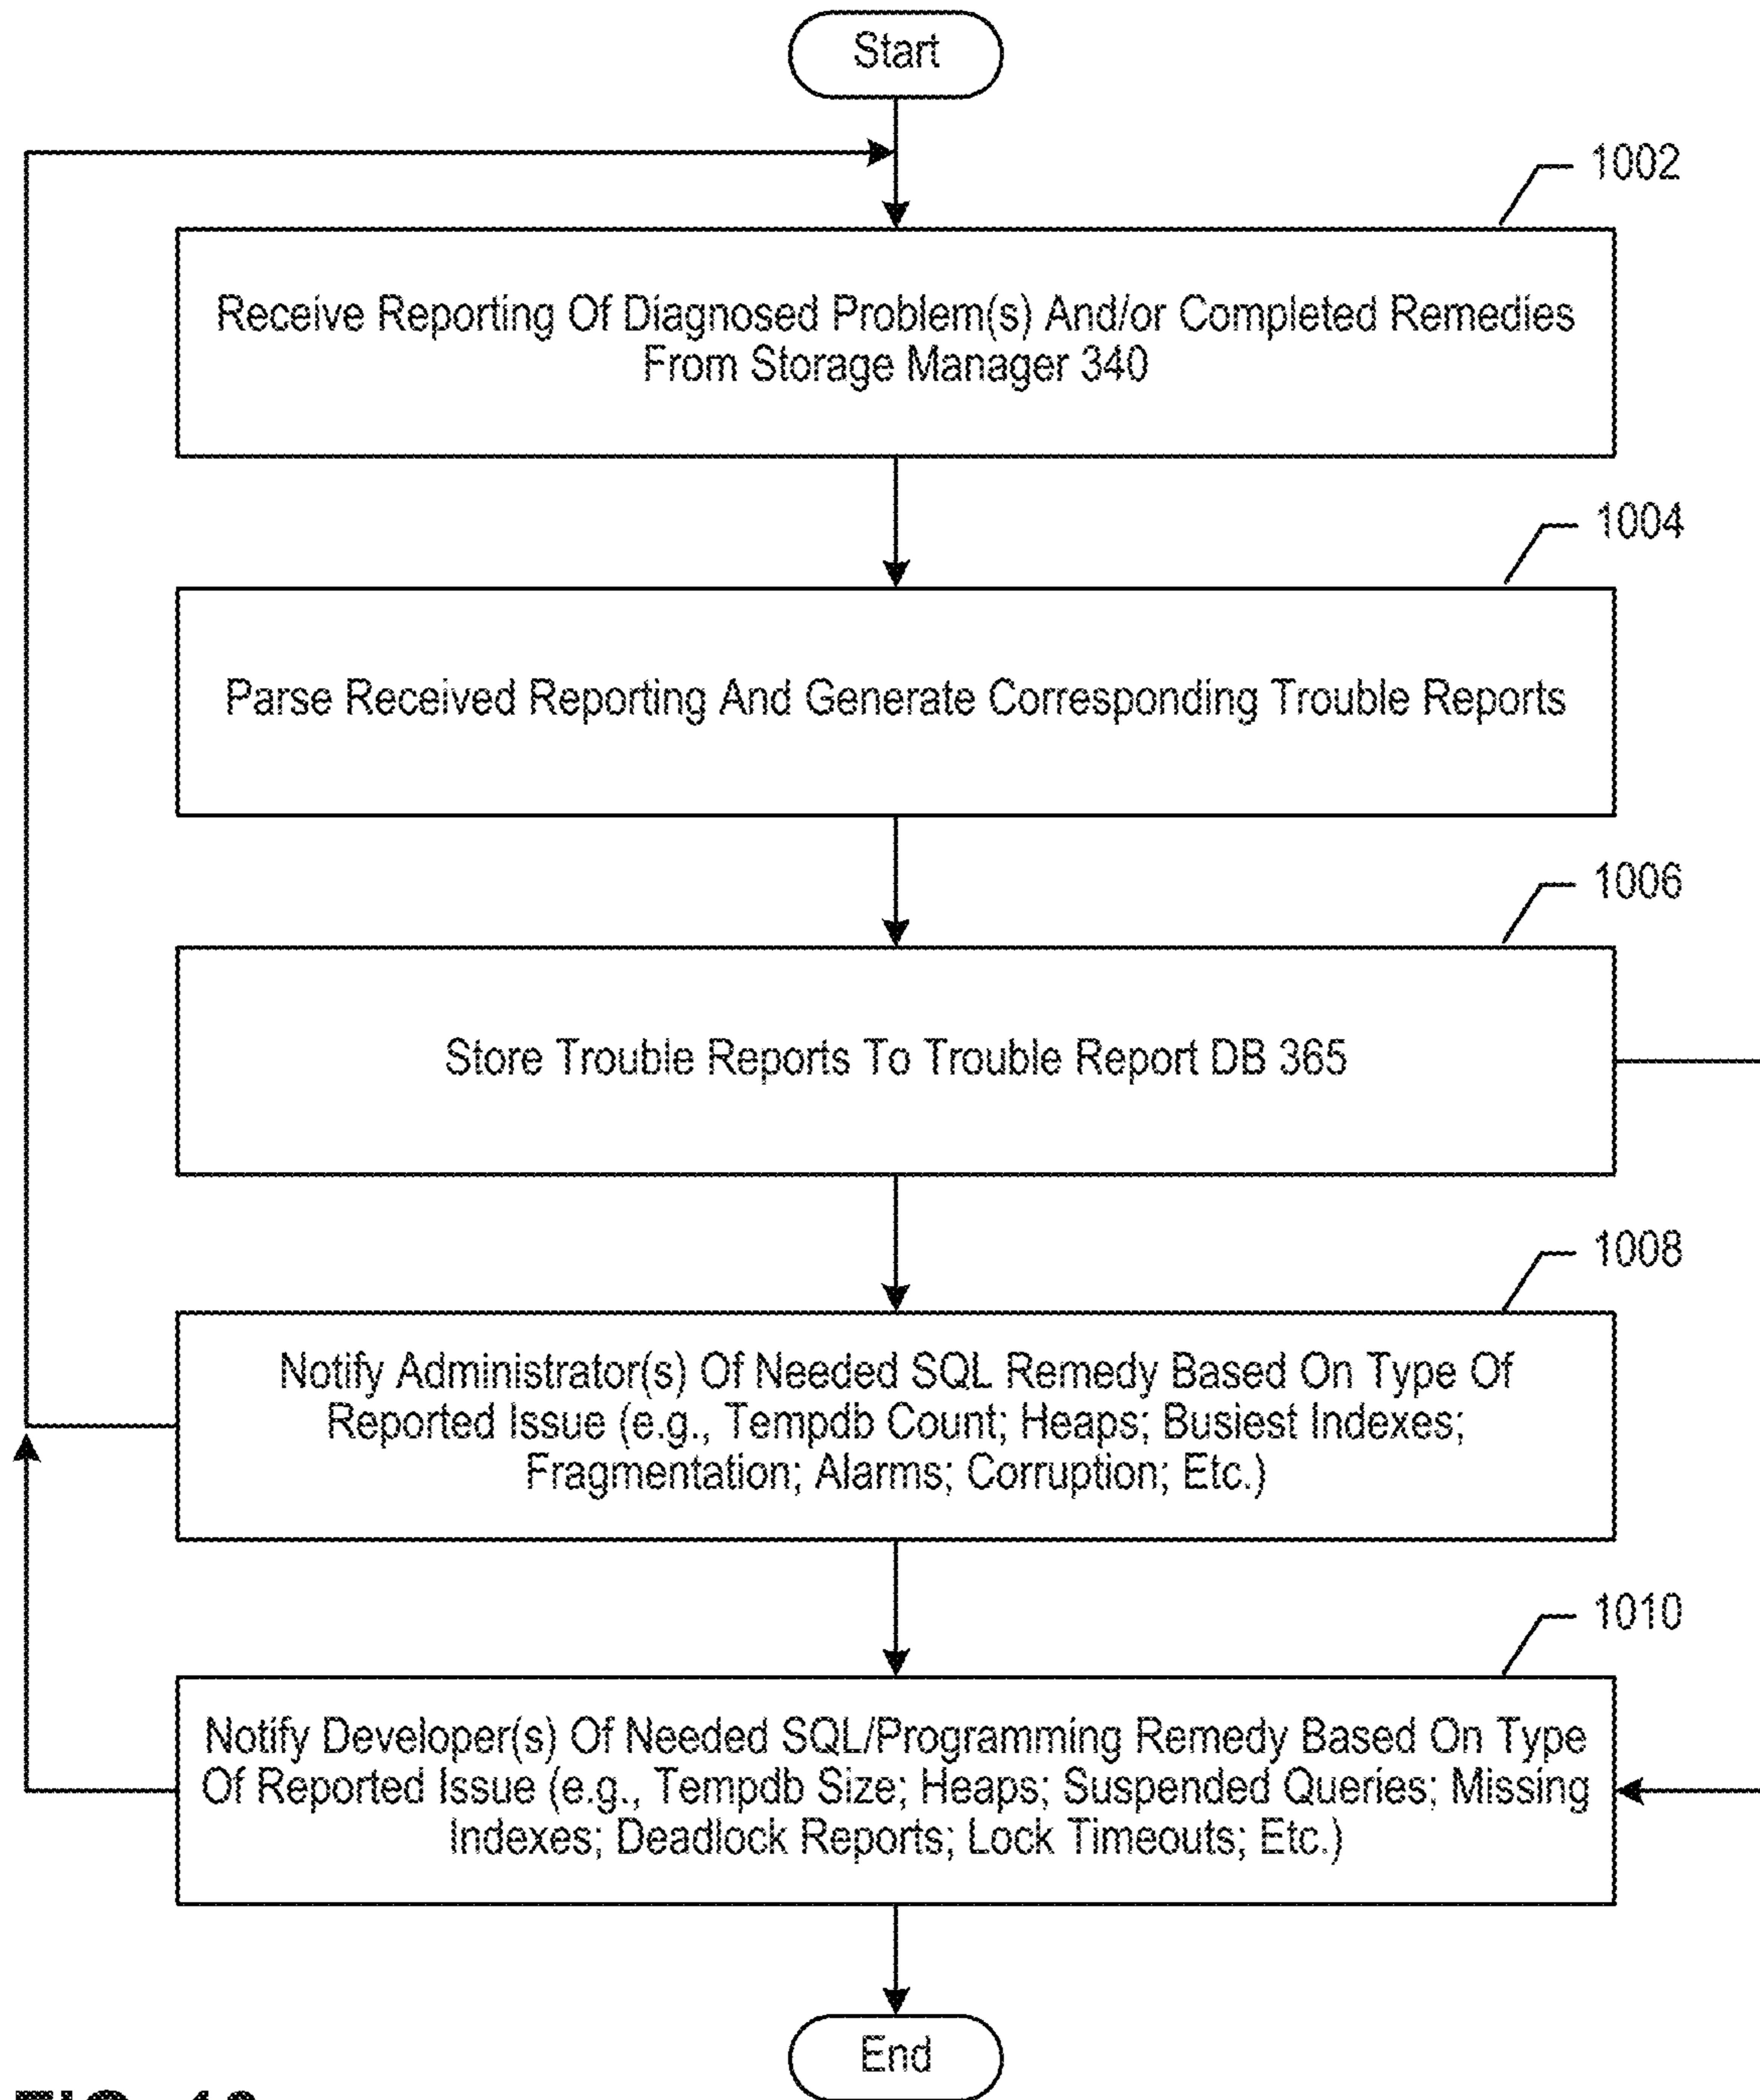 Start
1002
Receive Reporting Of Diagnosed Problem(s) And/or Completed Remedies
From Storage Manager 340
1004
Parse Received Reporting And Generate Corresponding Trouble Reports
1006
Store Trouble Reports To Trouble Report DB 365
1008
Notify Administrator(s) Of Needed SQL Remedy Based On Type Of
Reported Issue (e.g., Tempdb Count; Heaps; Busiest Indexes;
Fragmentation; Alarms; Corruption; Etc.)
1010
Notify Developer(s) Of Needed SQL/Programming Remedy Based On Type
Of Reported Issue (e.g., Tempdb Size; Heaps; Suspended Queries; Missing
Indexes; Deadlock Reports; Lock Timeouts; Etc.)
End